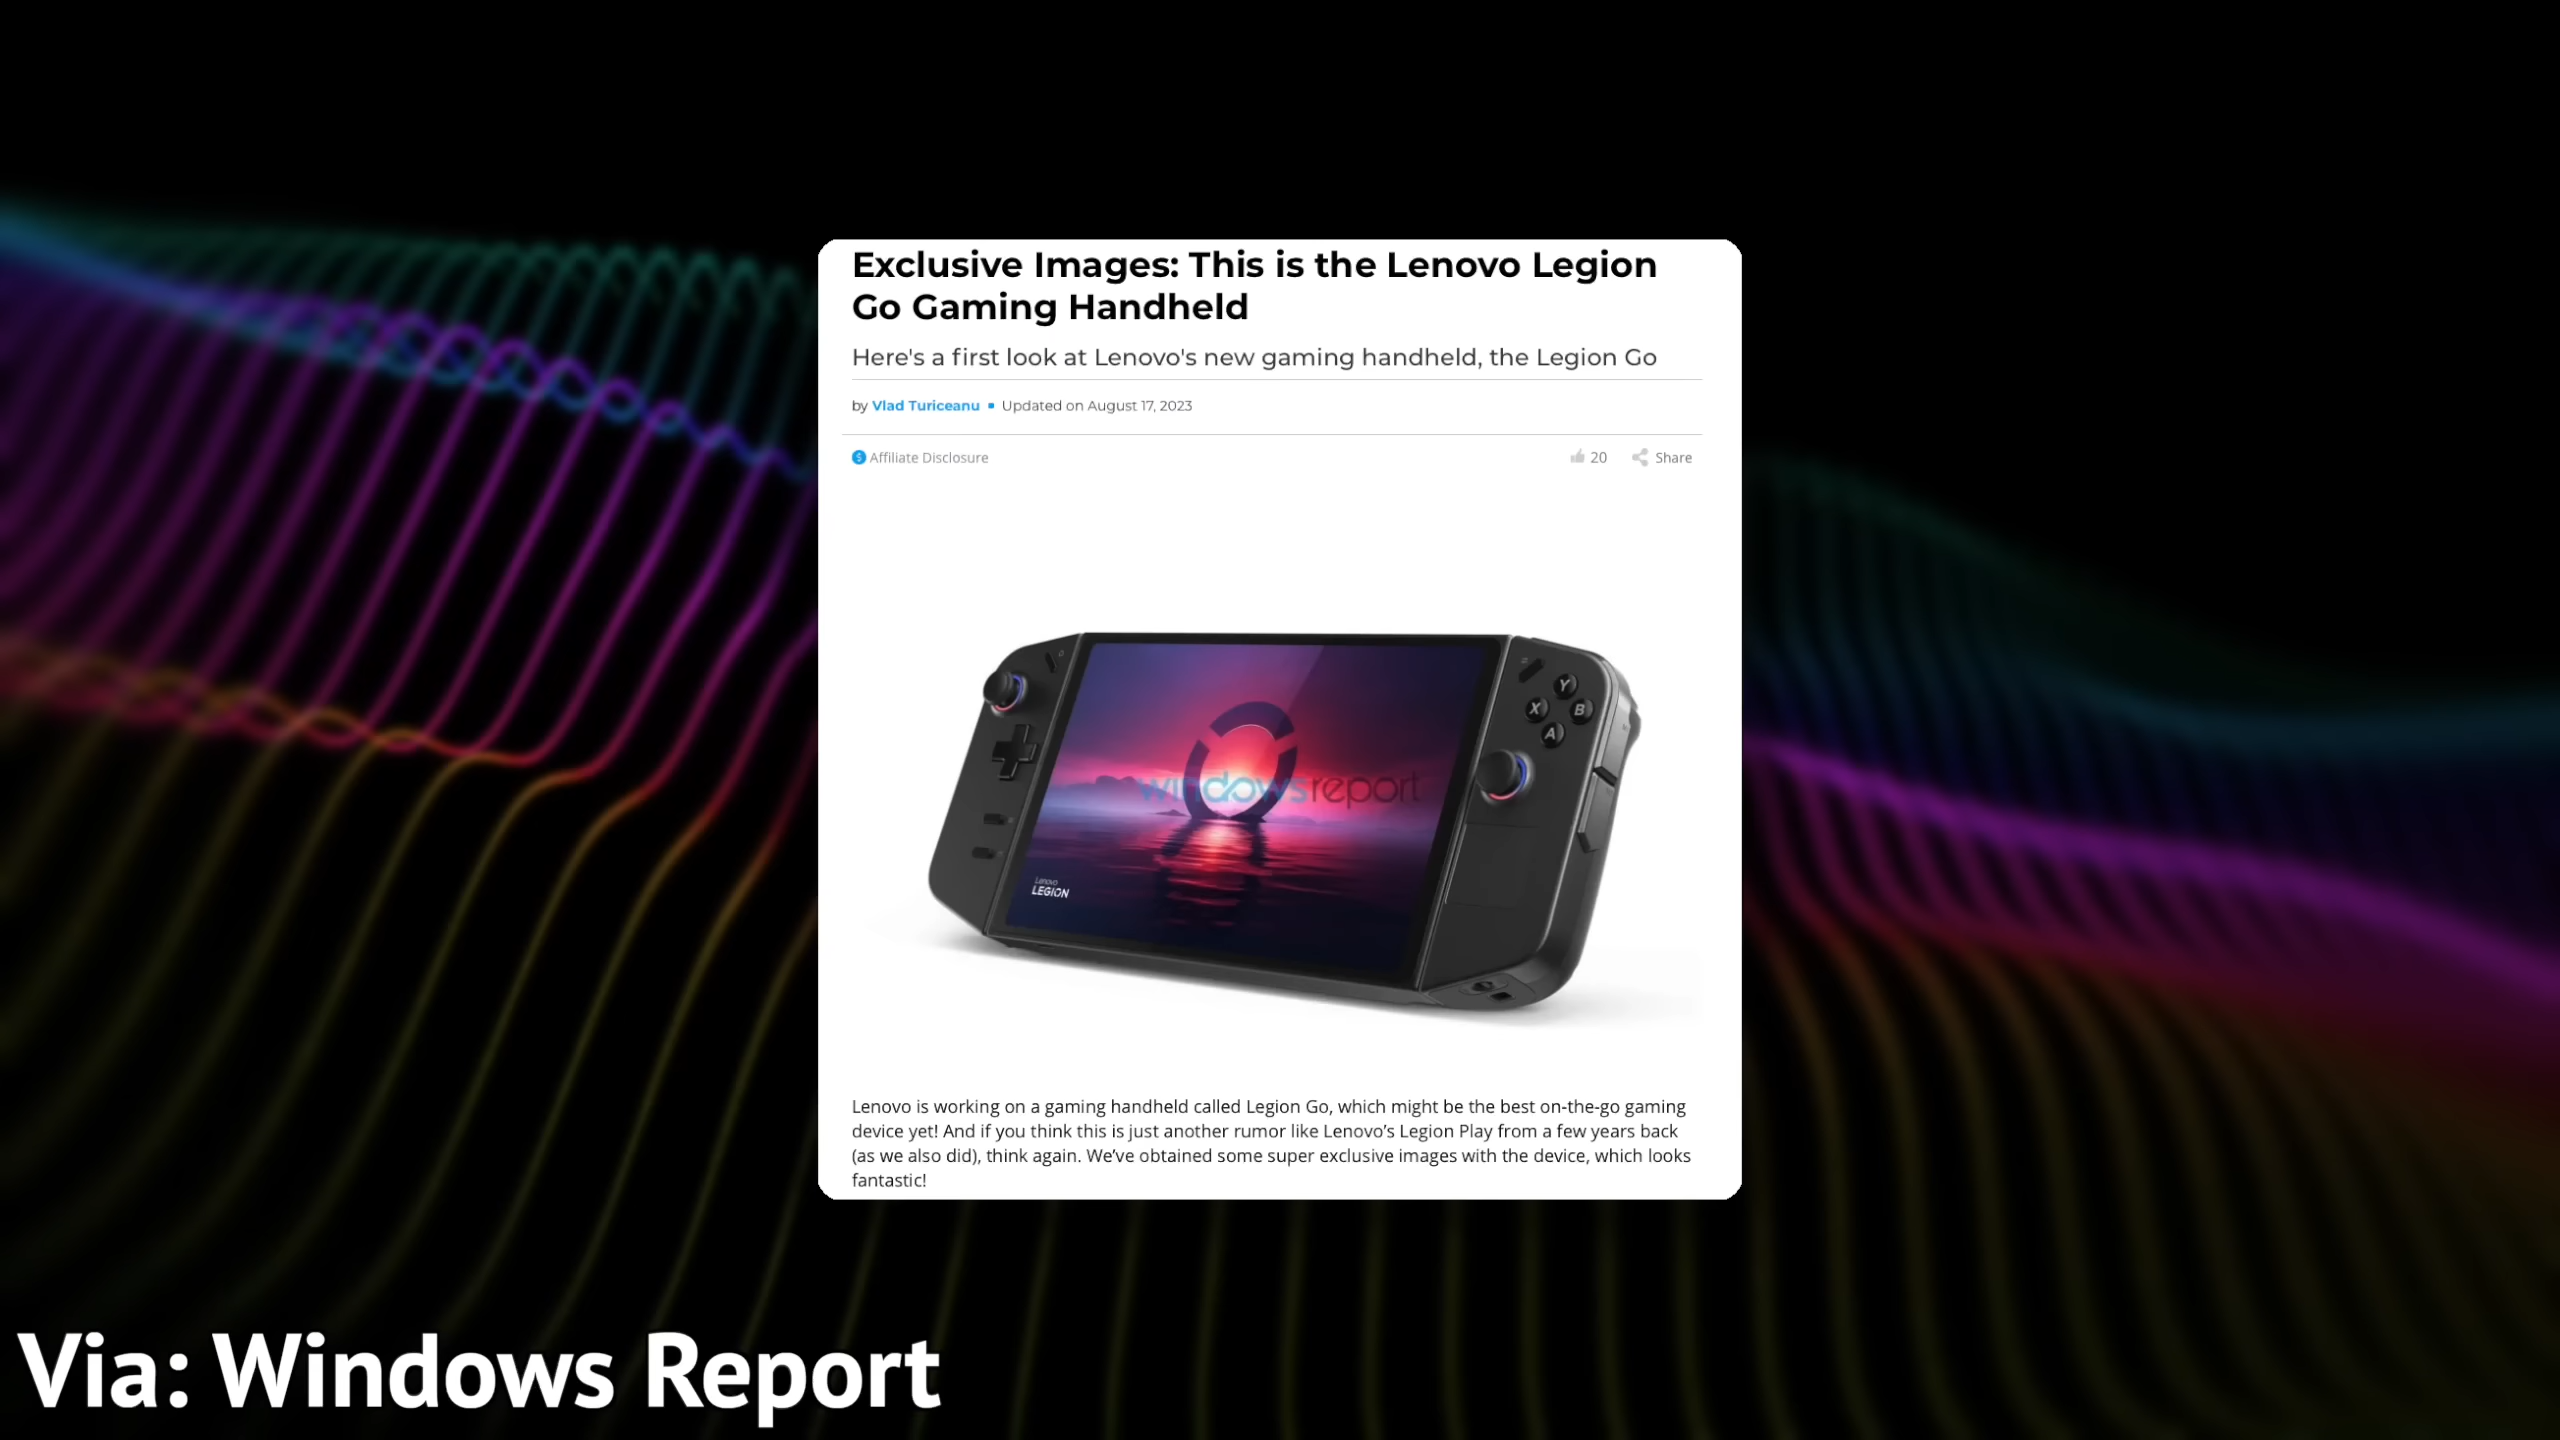 Exclusive Images: This is the Lenovo Legion
Go Gaming Handheld
Here's a first look at Lenovo's new gaming handheld, the Legion Go
by Vlad Turiceanu ▪ Updated on August 17, 2023
$ Affiliate Disclosure
20 Share
Y
X B
A
windowsreport
Lenovo
LEGION
Lenovo is working on a gaming handheld called Legion Go, which might be the best on-the-go gaming
device yet! And if you think this is just another rumor like Lenovo’s Legion Play from a few years back
(as we also did), think again. We’ve obtained some super exclusive images with the device, which looks
fantastic!
Via: Windows Report